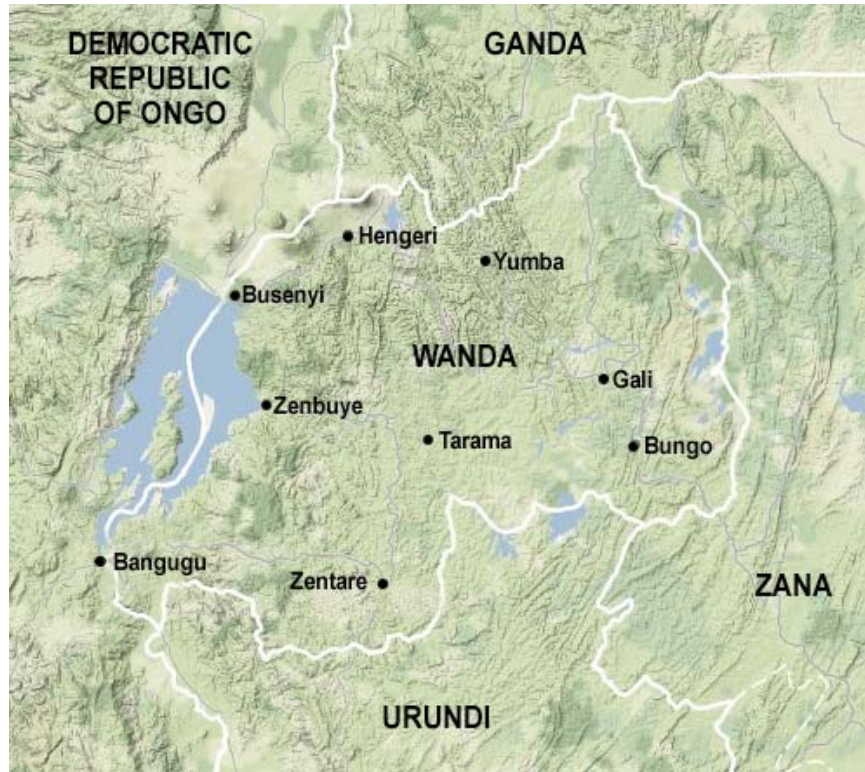 DEMOCRATIC
REPUBLIC
OF ONGO
GANDA
Hengeri
Yumba
Busenyi
WANDA
Gali
Zenbuye
Tarama
Bungo
Bangugu
Zentare
ZANA
URUNDI